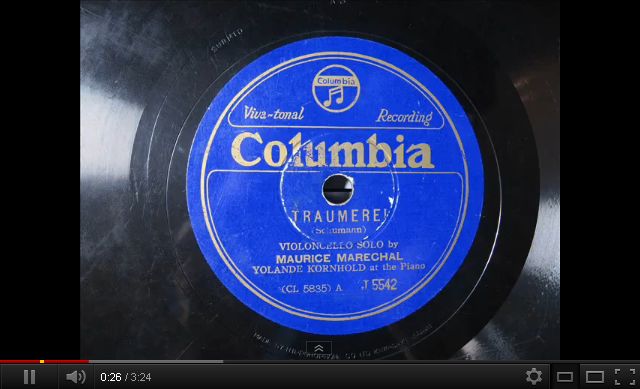 Columbia
Viva-tonal Recording
Columbia
TRAUMEREI
(Schumann)
VIOLONCELLO SOLO by
MAURICE MARECHAL
YOLANDE KORNHOLD at the Piano
(CL 5835) A J 5542
0:26 / 3:24